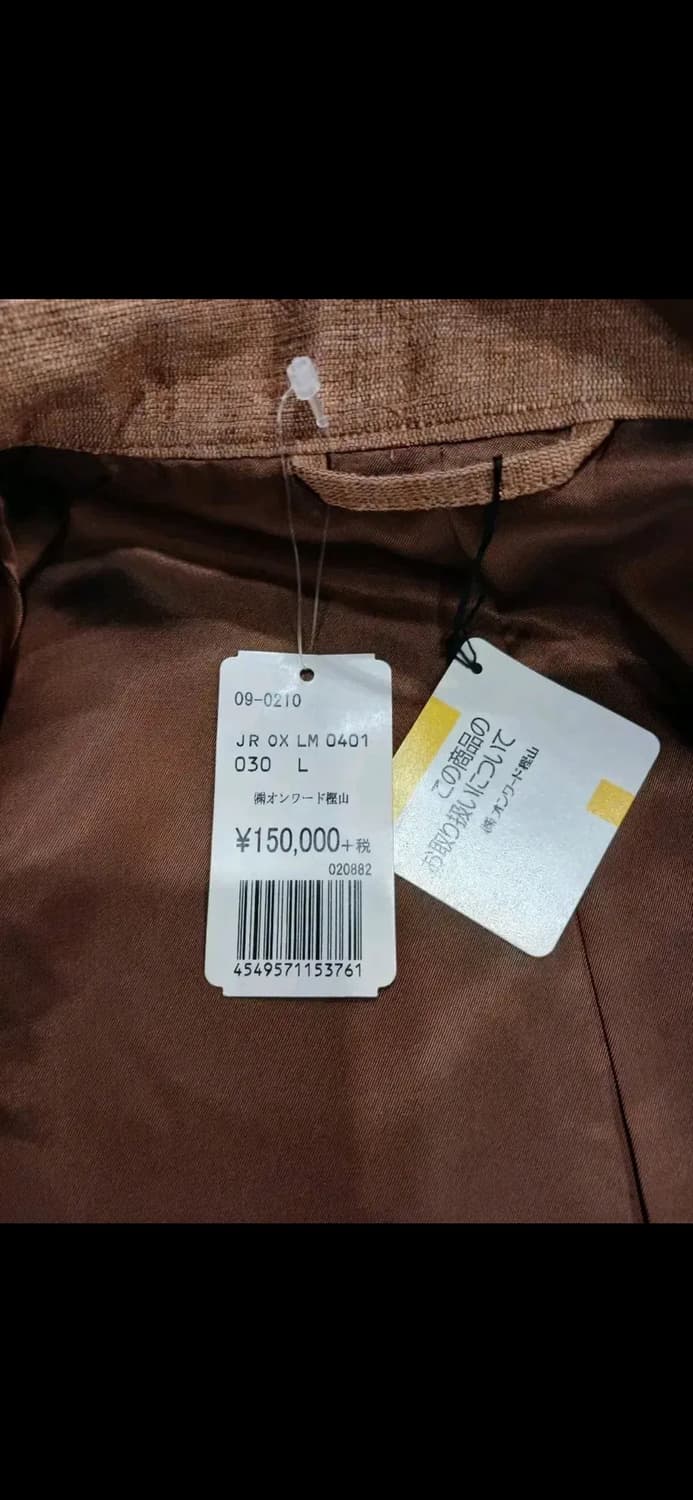 09-0210
JR OX LM 0401
030 L
㈱オンワード樫山
¥150,000+税
020882
4549571153761
この商品の
お取り扱いについて
㈱オンワード樫山